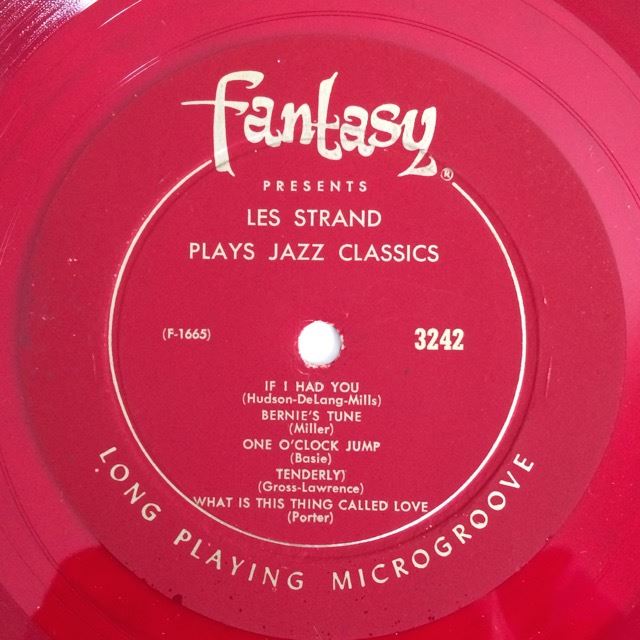 fantasy®
PRESENTS
LES STRAND
PLAYS JAZZ CLASSICS
(F-1665)
3242
IF I HAD YOU
(Hudson-DeLang-Mills)
BERNIE'S TUNE
(Miller)
ONE O'CLOCK JUMP
(Basie)
TENDERLY
(Gross-Lawrence)
WHAT IS THIS THING CALLED LOVE
(Porter)
LONG PLAYING MICROGROOVE